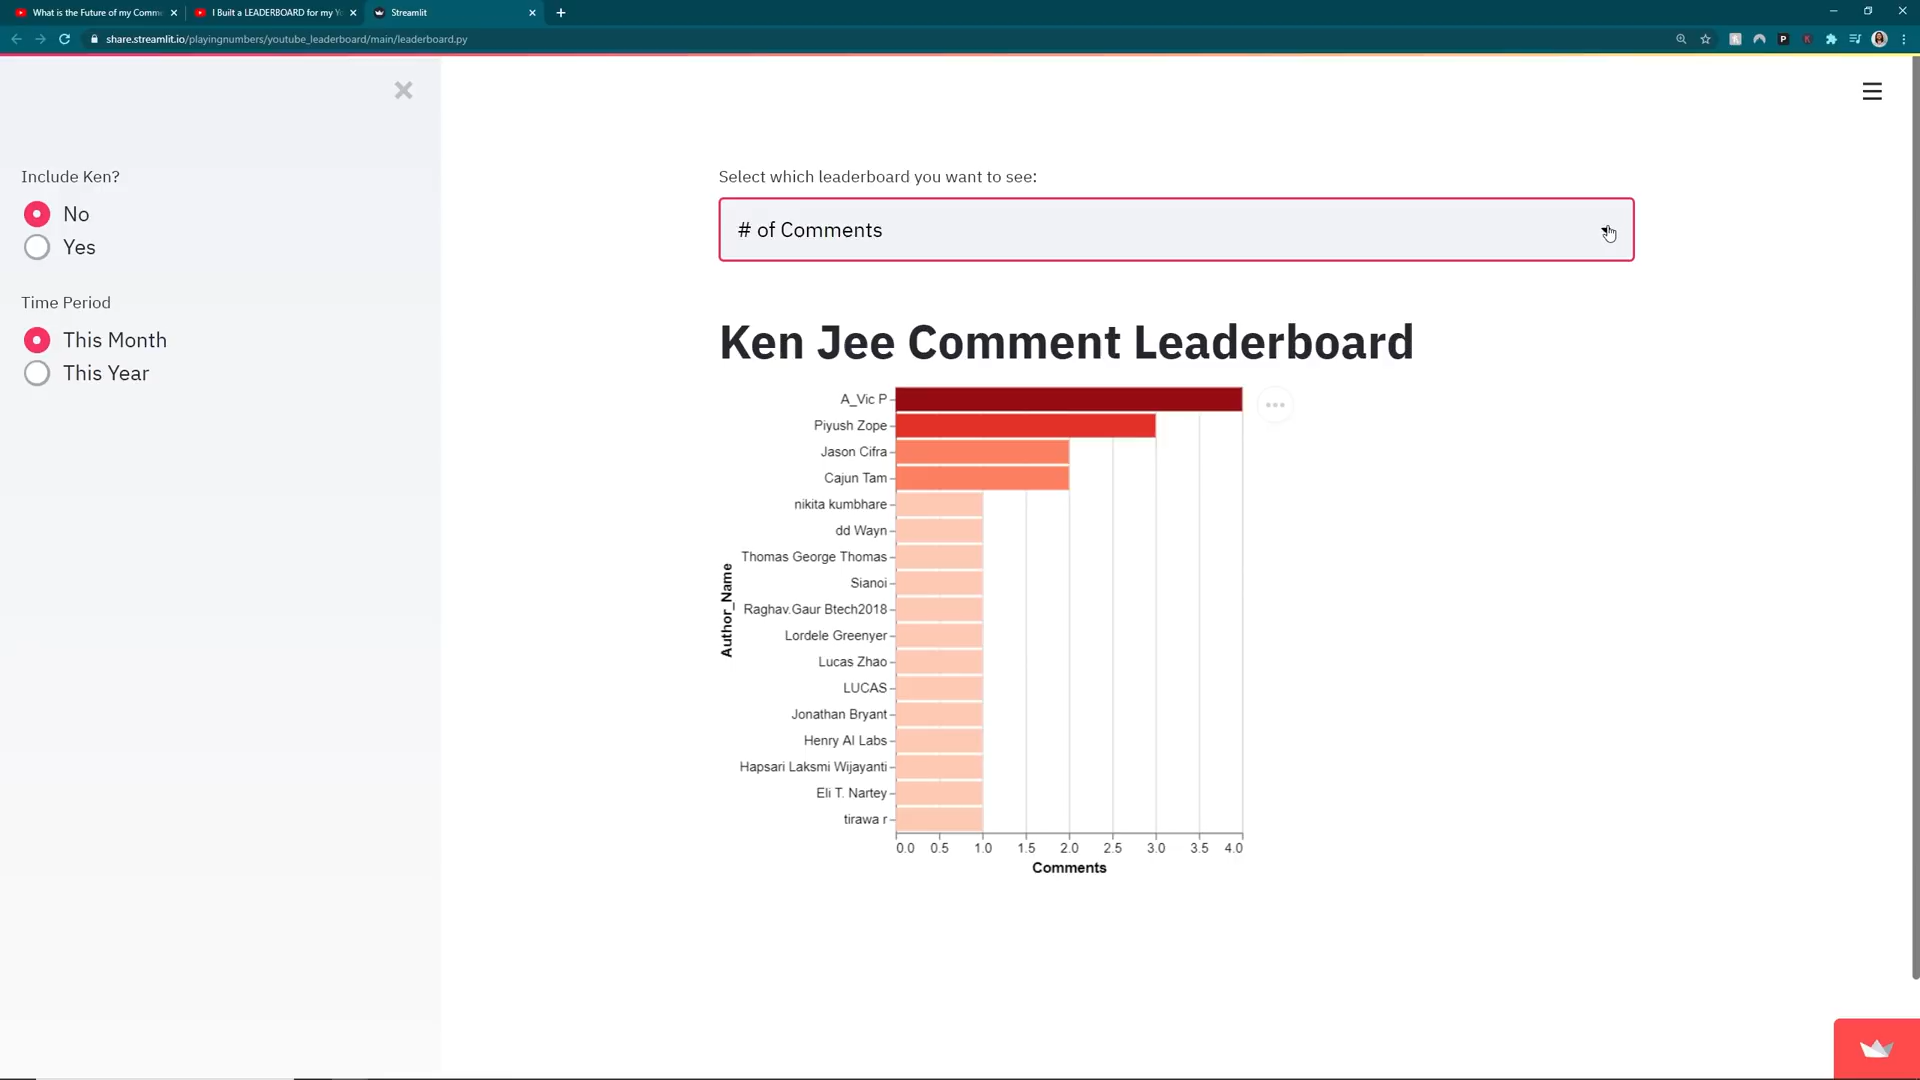 What is the Future of my Comm
I Built a LEADERBOARD for my Y
Streamlit
share.streamlit.io/playingnumbers/youtube_leaderboard/main/leaderboard.py
P
K
Include Ken?
No
Yes
Time Period
This Month
This Year
Select which leaderboard you want to see:
# of Comments
Ken Jee Comment Leaderboard
A_Vic P
Piyush Zope
Jason Cifra
Cajun Tam
nikita kumbhare
dd Wayn
Thomas George Thomas
Sianoi
Raghav.Gaur Btech2018
Lordele Greenyer
Lucas Zhao
LUCAS
Jonathan Bryant
Henry AI Labs
Hapsari Laksmi Wijayanti
Eli T. Nartey
tirawa r
Author_Name
0.0 0.5 1.0 1.5 2.0 2.5 3.0 3.5 4.0
Comments